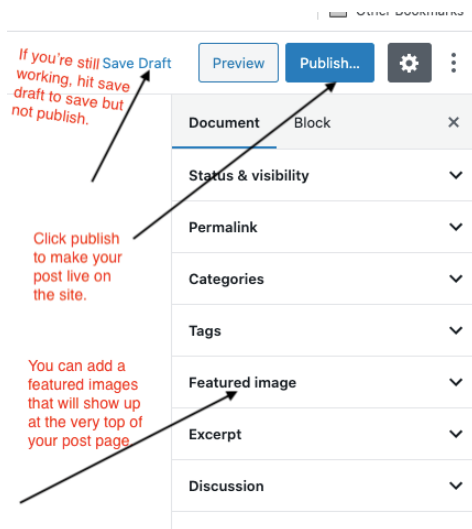 Other Bookmarks
If you're still
working, hit save
draft to save but
not publish.
Save Draft
Preview
Publish...
Document
Block
Status & visibility
Permalink
Click publish
to make your
post live on
the site.
Categories
Tags
You can add a
featured images
that will show up
at the very top of
your post page.
Featured image
Excerpt
Discussion